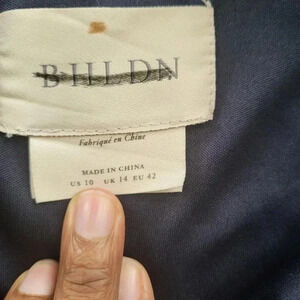 BHLDN
Fabriqué en Chine
MADE IN CHINA
US 10 UK 14 EU 42